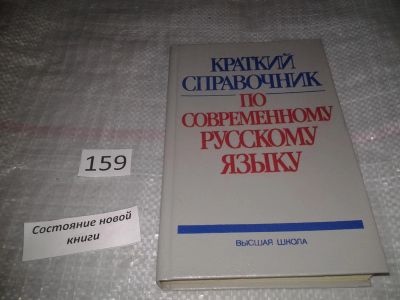 КРАТКИЙ
СПРАВОЧНИК
ПО
СОВРЕМЕННОМУ
РУССКОМУ
ЯЗЫКУ
ВЫСШАЯ ШКОЛА
159
Состояние новой
книги